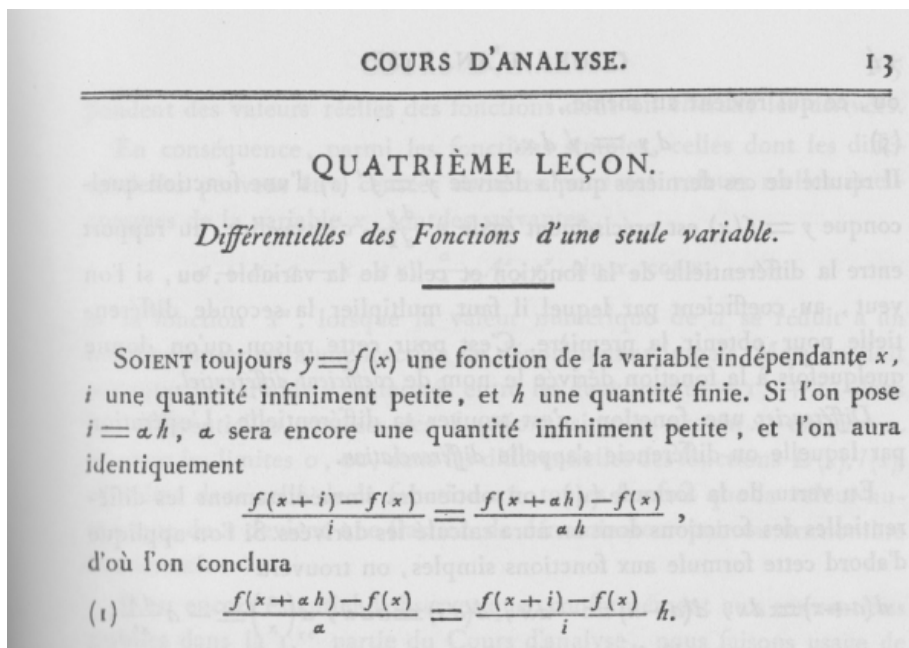 COURS D'ANALYSE. 13
QUATRIÈME LEÇON.
Différentielles des Fonctions d'une seule variable.
SOIENT toujours y=f(x) une fonction de la variable indépendante x,
i une quantité infiniment petite, et h une quantité finie. Si l'on pose
i=αh, α sera encore une quantité infiniment petite, et l'on aura
identiquement
f(x+i)−f(x)/i = f(x+αh)−f(x)/αh,
d'où l'on conclura
(1) f(x+αh)−f(x)/α = f(x+i)−f(x)/i h.